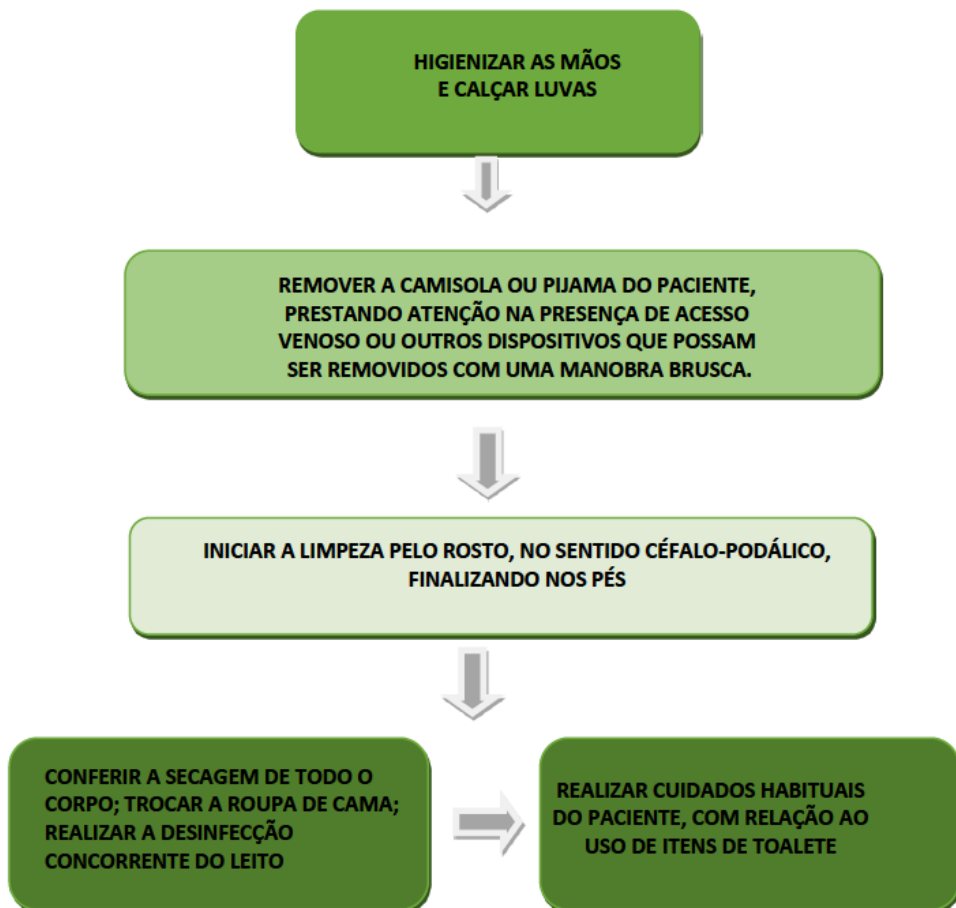 HIGIENIZAR AS MÃOS
E CALÇAR LUVAS
REMOVER A CAMISOLA OU PIJAMA DO PACIENTE,
PRESTANDO ATENÇÃO NA PRESENÇA DE ACESSO
VENOSO OU OUTROS DISPOSITIVOS QUE POSSAM
SER REMOVIDOS COM UMA MANOBRA BRUSCA.
INICIAR A LIMPEZA PELO ROSTO, NO SENTIDO CÉFALO-PODÁLICO,
FINALIZANDO NOS PÉS
CONFERIR A SECAGEM DE TODO O
CORPO; TROCAR A ROUPA DE CAMA;
REALIZAR A DESINFECÇÃO
CONCORRENTE DO LEITO
REALIZAR CUIDADOS HABITUAIS
DO PACIENTE, COM RELAÇÃO AO
USO DE ITENS DE TOALETE